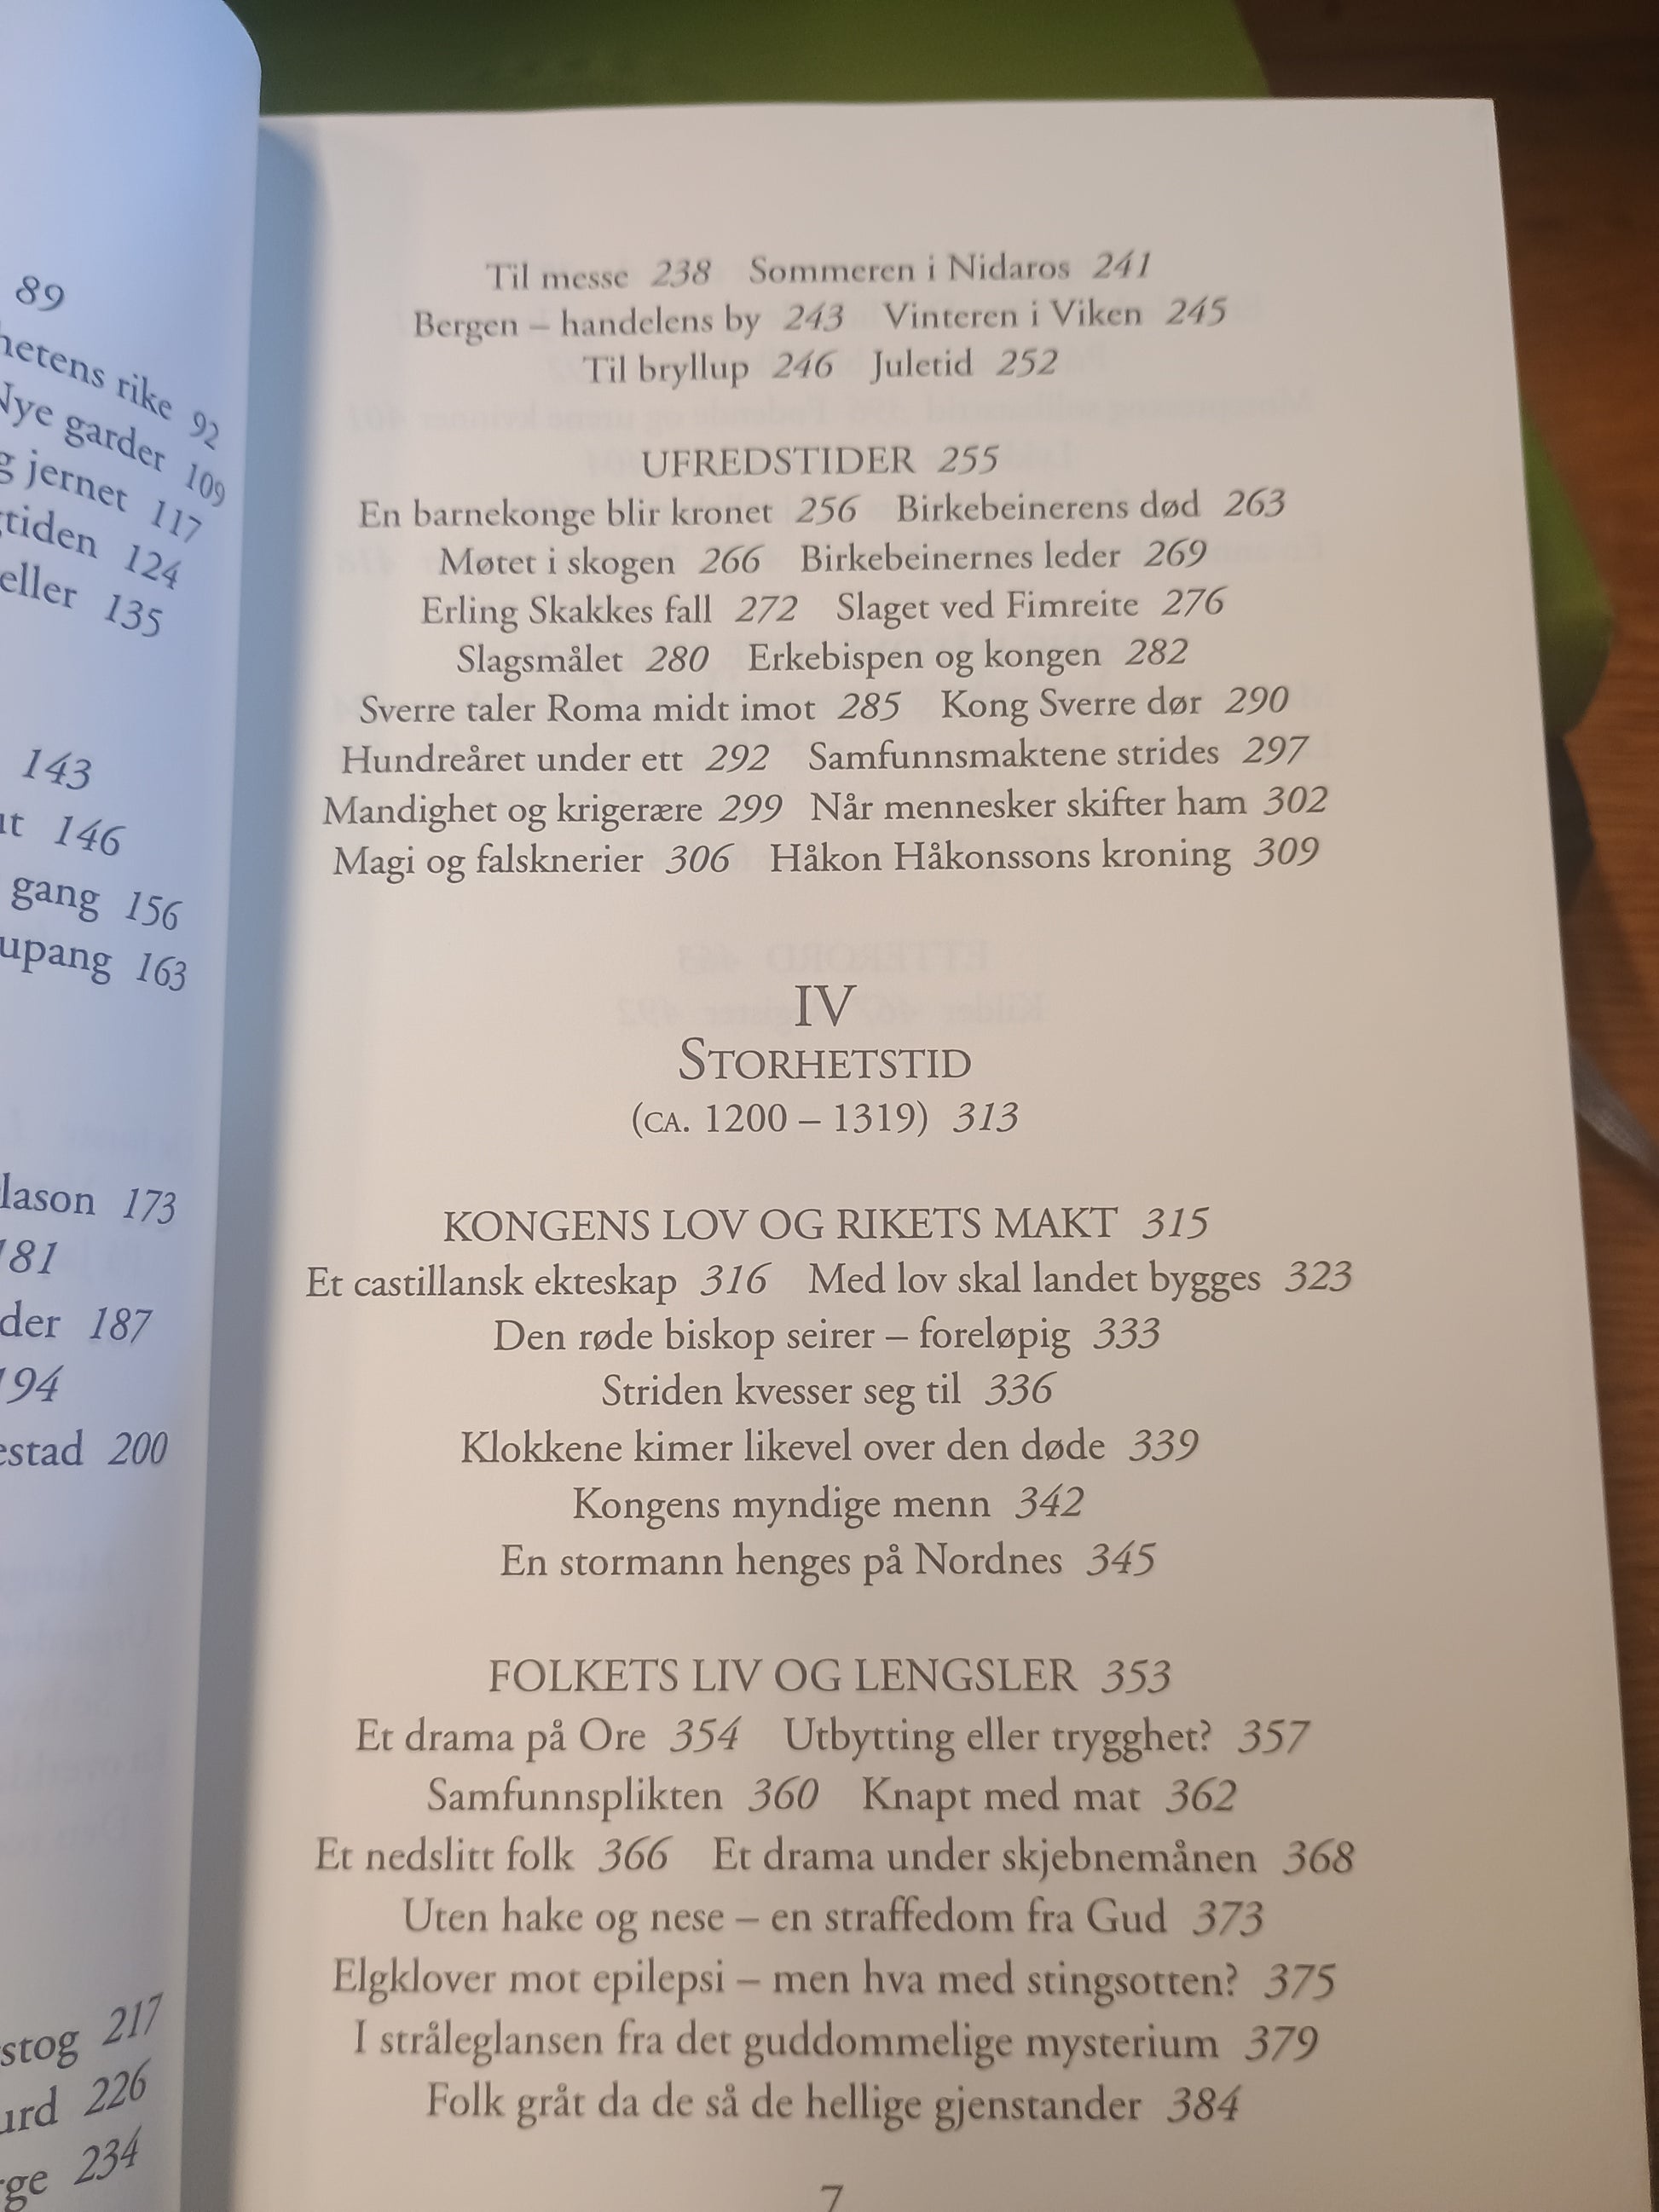 89
rike 92
Nye garder 109
jernet 117
124
eller 135
143
146
gang 156
163
173
181
187
194
200
217
226
234
Til messe 238 Sommeren i Nidaros 241
Bergen – handelens by 243 Vinteren i Viken 245
Til bryllup 246 Juletid 252
UFREDSTIDER 255
En barnekonge blir kronet 256 Birkebeinerens død 263
Møtet i skogen 266 Birkebeinernes leder 269
Erling Skakkes fall 272 Slaget ved Fimreite 276
Slagsmålet 280 Erkebispen og kongen 282
Sverre taler Roma midt imot 285 Kong Sverre dør 290
Hundreåret under ett 292 Samfunnsmaktene strides 297
Mandighet og krigerære 299 Når mennesker skifter ham 302
Magi og falsknerier 306 Håkon Håkonssons kroning 309
IV
STORHETSTID
(CA. 1200 – 1319) 313
KONGENS LOV OG RIKETS MAKT 315
Et castillansk ekteskap 316 Med lov skal landet bygges 323
Den røde biskop seirer – foreløpig 333
Striden kvesser seg til 336
Klokkene kimer likevel over den døde 339
Kongens myndige menn 342
En stormann henges på Nordnes 345
FOLKETS LIV OG LENGSLER 353
Et drama på Ore 354 Utbytting eller trygghet? 357
Samfunnsplikten 360 Knapt med mat 362
Et nedslitt folk 366 Et drama under skjebnemånen 368
Uten hake og nese – en straffedom fra Gud 373
Elgklover mot epilepsi – men hva med stingsotten? 375
I stråleglansen fra det guddommelige mysterium 379
Folk gråt da de så de hellige gjenstander 384
7